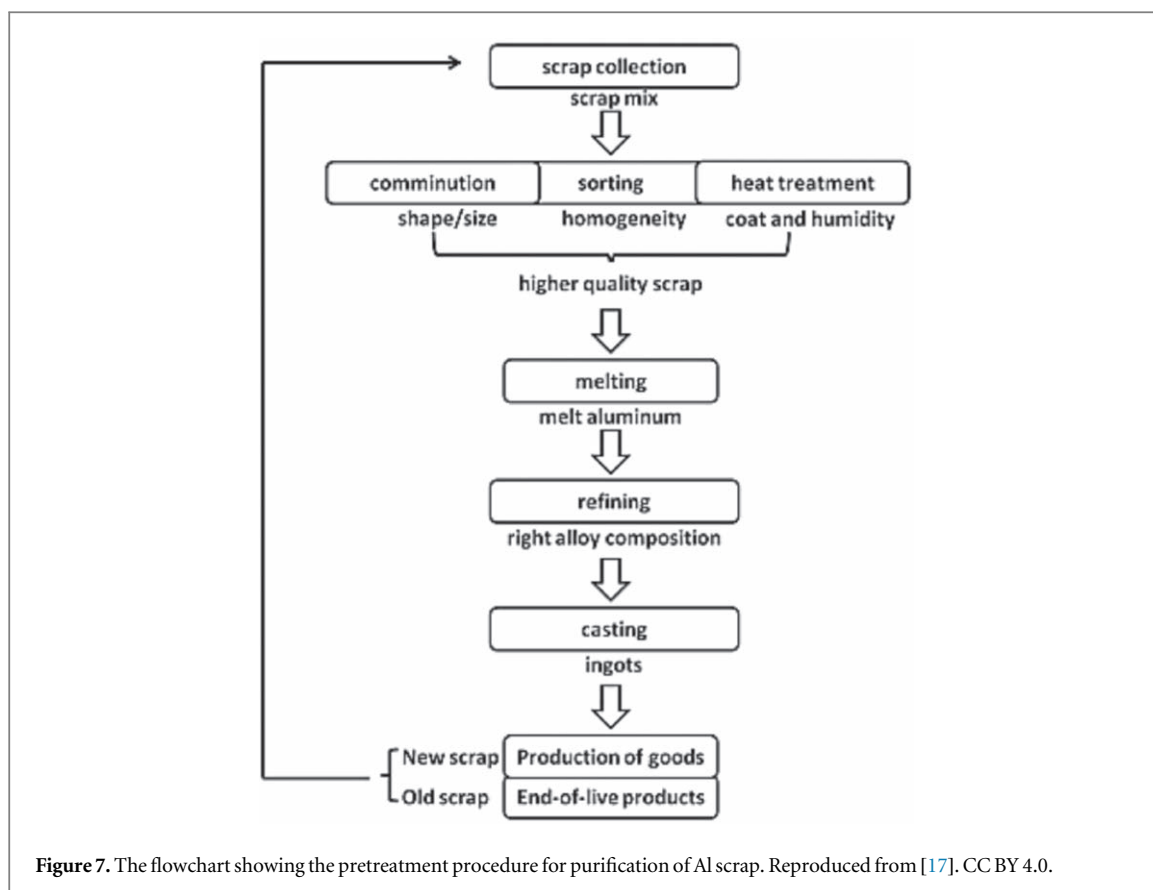 scrap collection
scrap mix
comminution sorting heat treatment
shape/size homogeneity coat and humidity
higher quality scrap
melting
melt aluminum
refining
right alloy composition
casting
ingots
New scrap Production of goods
Old scrap End-of-live products
Figure 7. The flowchart showing the pretreatment procedure for purification of Al scrap. Reproduced from [17]. CC BY 4.0.